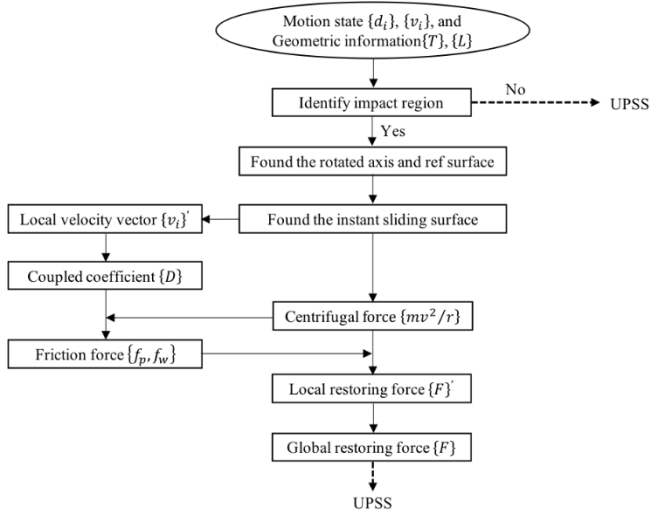 Motion state {d_i}, {v_i}, and
Geometric information{T}, {L}
Identify impact region
No
UPSS
Yes
Found the rotated axis and ref surface
Local velocity vector {v_i}′
Found the instant sliding surface
Coupled coefficient {D}
Centrifugal force {mv²/r}
Friction force {f_p, f_w}
Local restoring force {F}′
Global restoring force {F}
UPSS